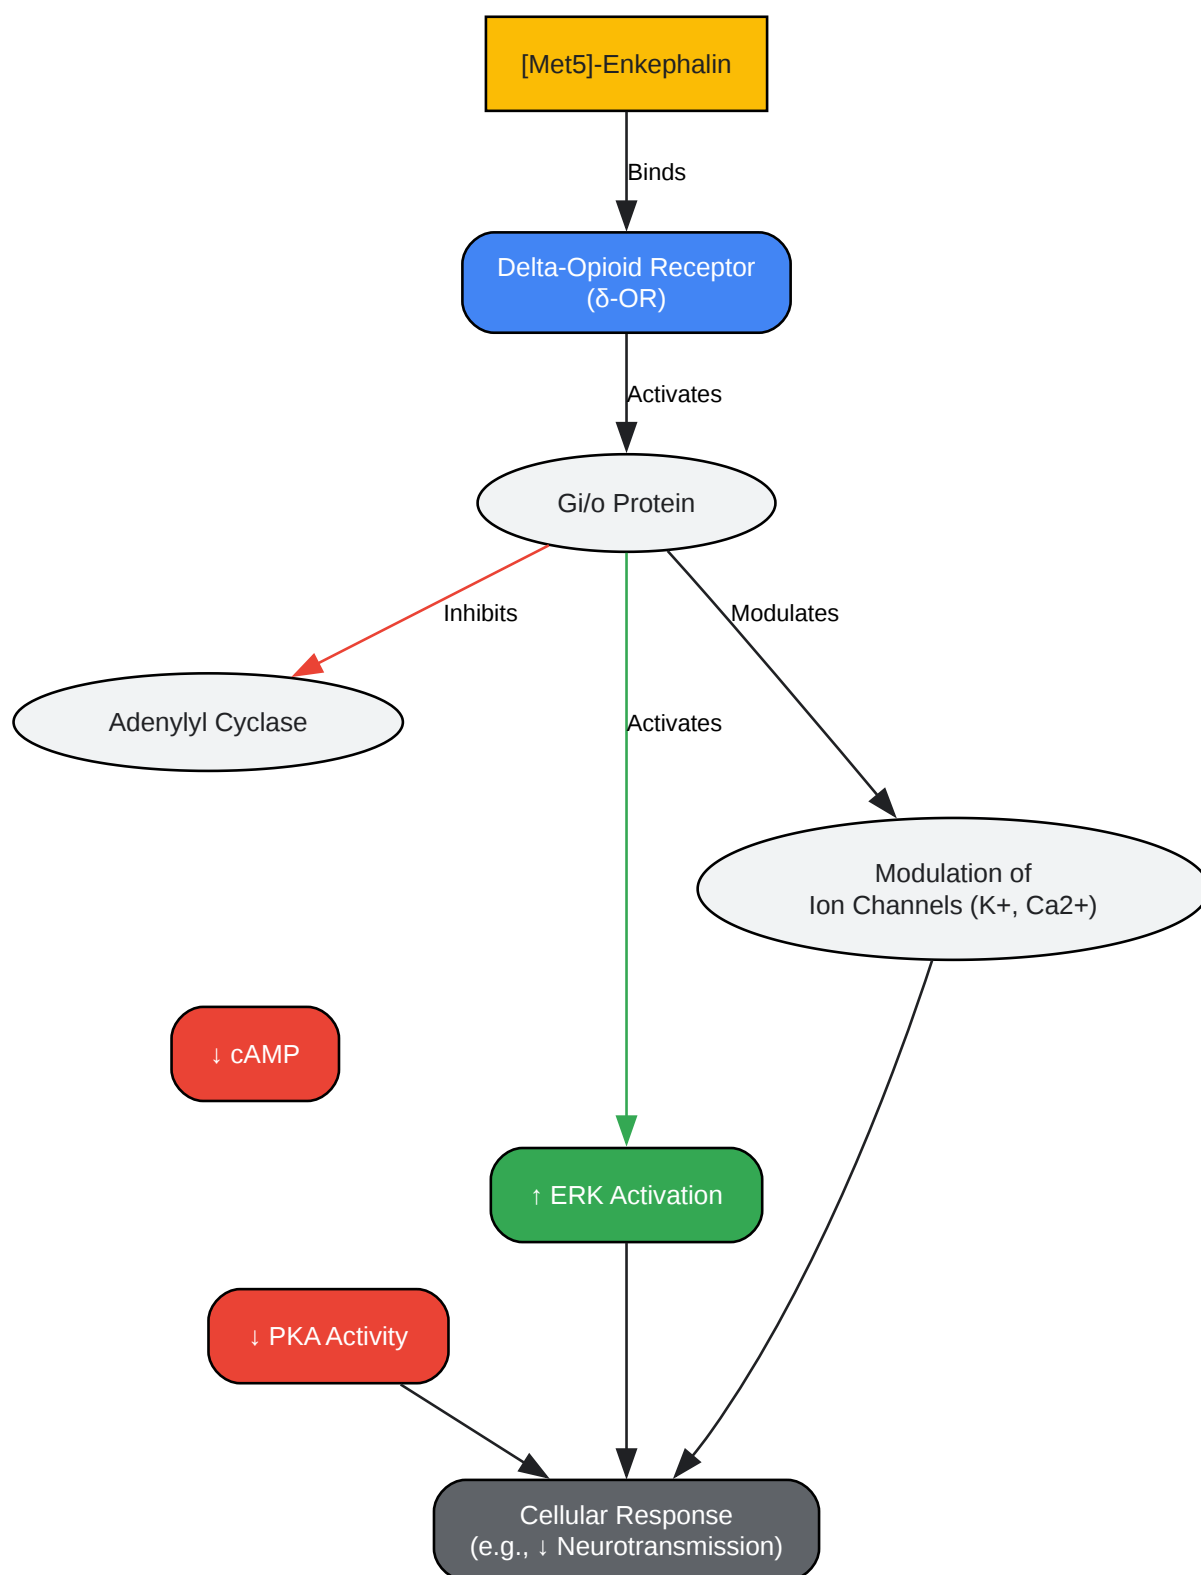 [Met5]-Enkephalin
Binds
Delta-Opioid Receptor
(δ-OR)
Activates
Gi/o Protein
Inhibits
Modulates
Adenylyl Cyclase
Activates
Modulation of
Ion Channels (K+, Ca2+)
↓ cAMP
↑ ERK Activation
↓ PKA Activity
Cellular Response
(e.g., ↓ Neurotransmission)